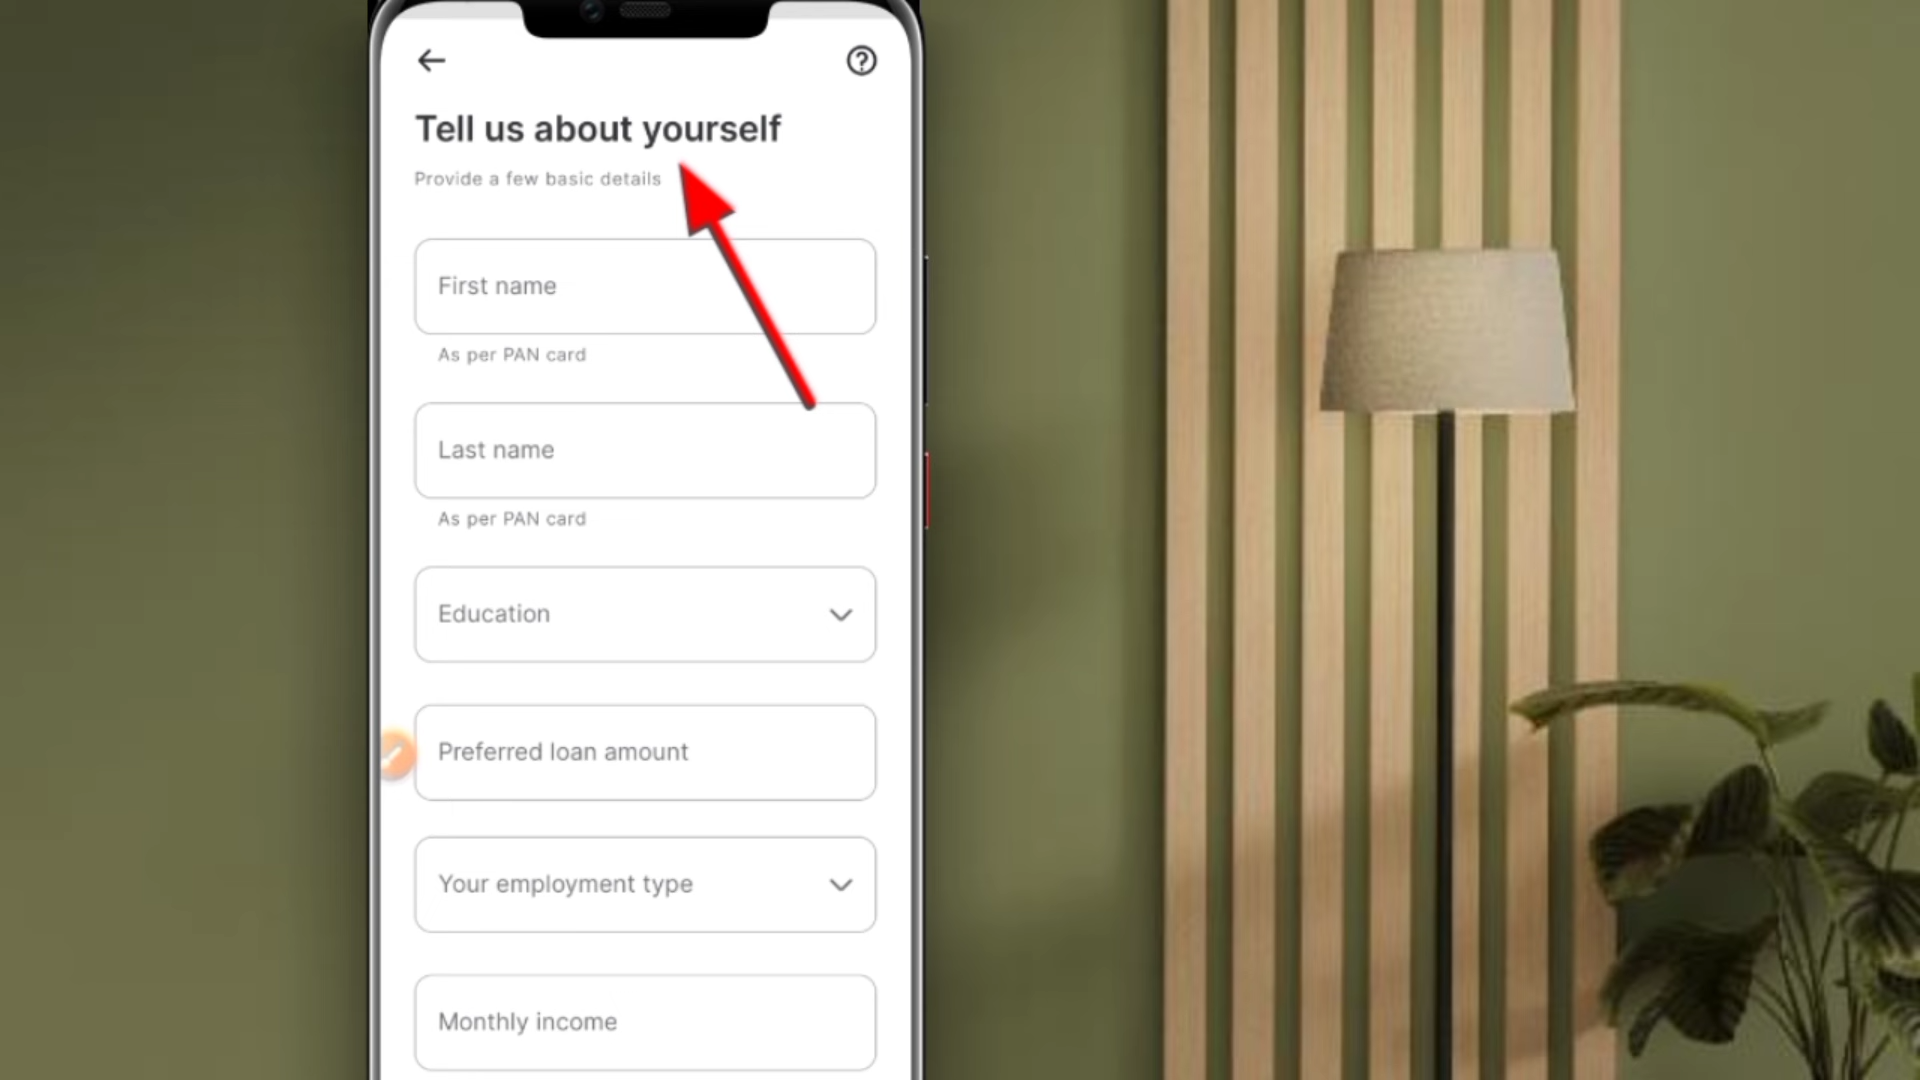 Tell us about yourself
Provide a few basic details
First name
As per PAN card
Last name
As per PAN card
Education
Preferred loan amount
Your employment type
Monthly income